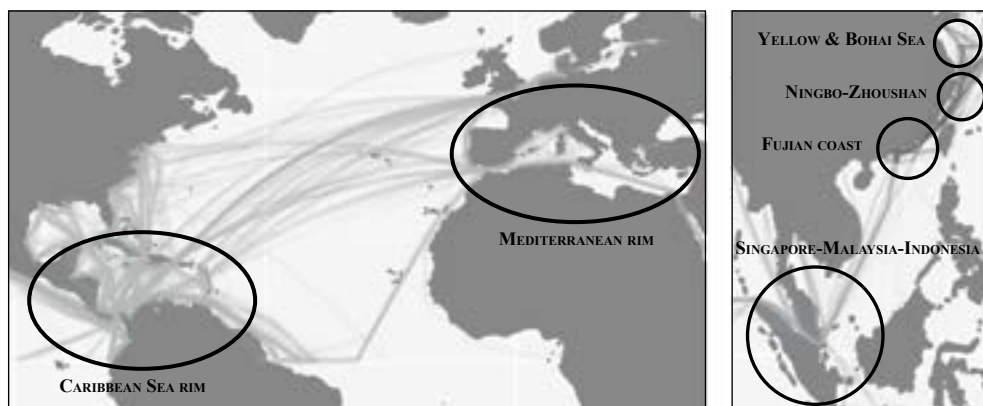 MEDITERRANEAN RIM
CARIBBEAN SEA RIM
YELLOW & BOHAI SEA
NINGBO-ZHOUSHAN
FUJIAN COAST
SINGAPORE-MALAYSIA-INDONESIA